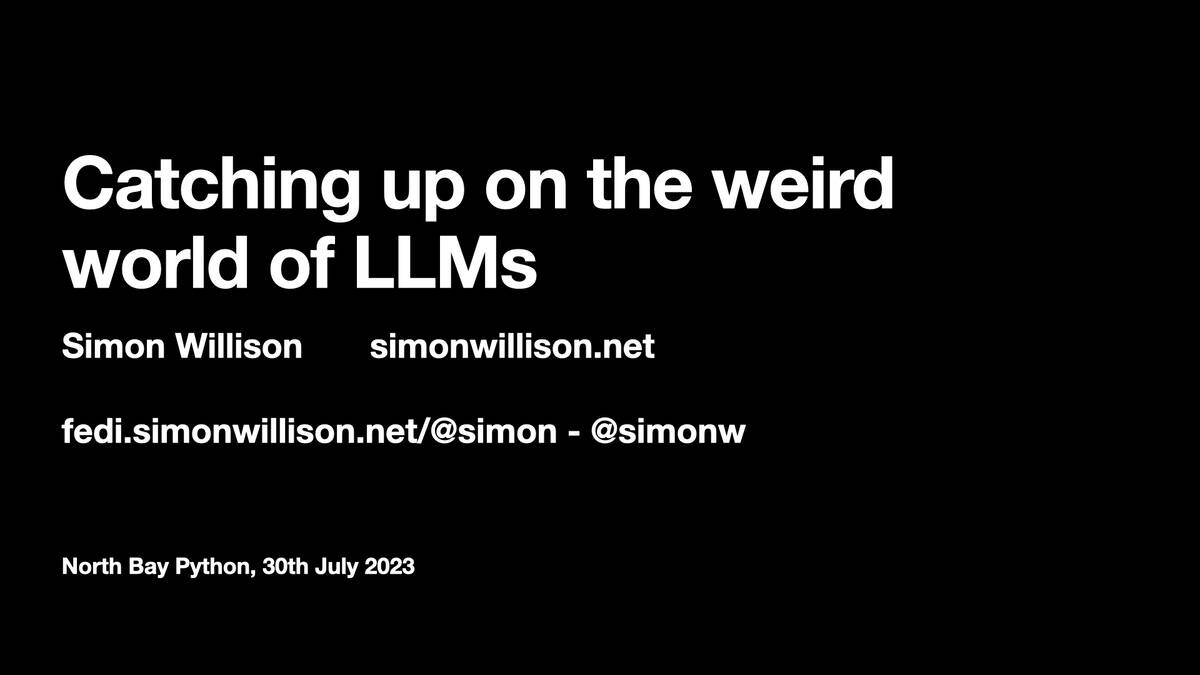 Catching up on the weird
world of LLMs
Simon Willison simonwillison.net
fedi.simonwillison.net/@simon - @simonw
North Bay Python, 30th July 2023